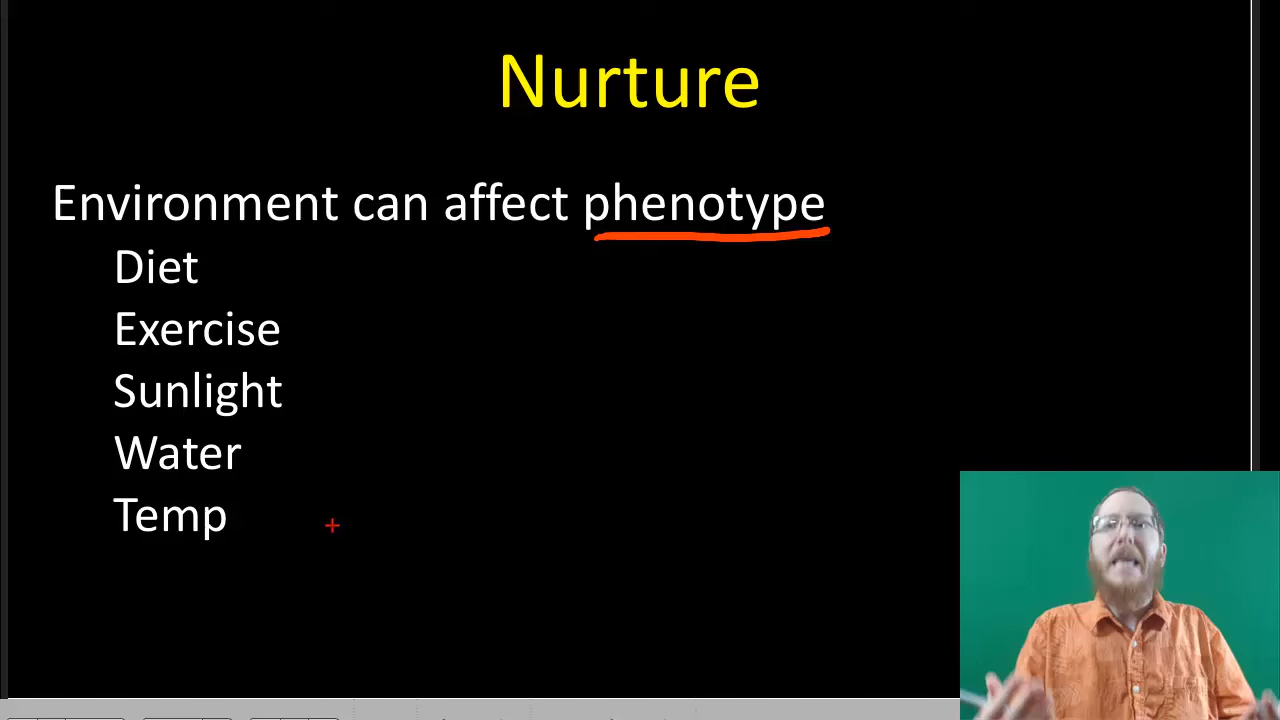 Nurture
Environment can affect phenotype
Diet
Exercise
Sunlight
Water
Temp